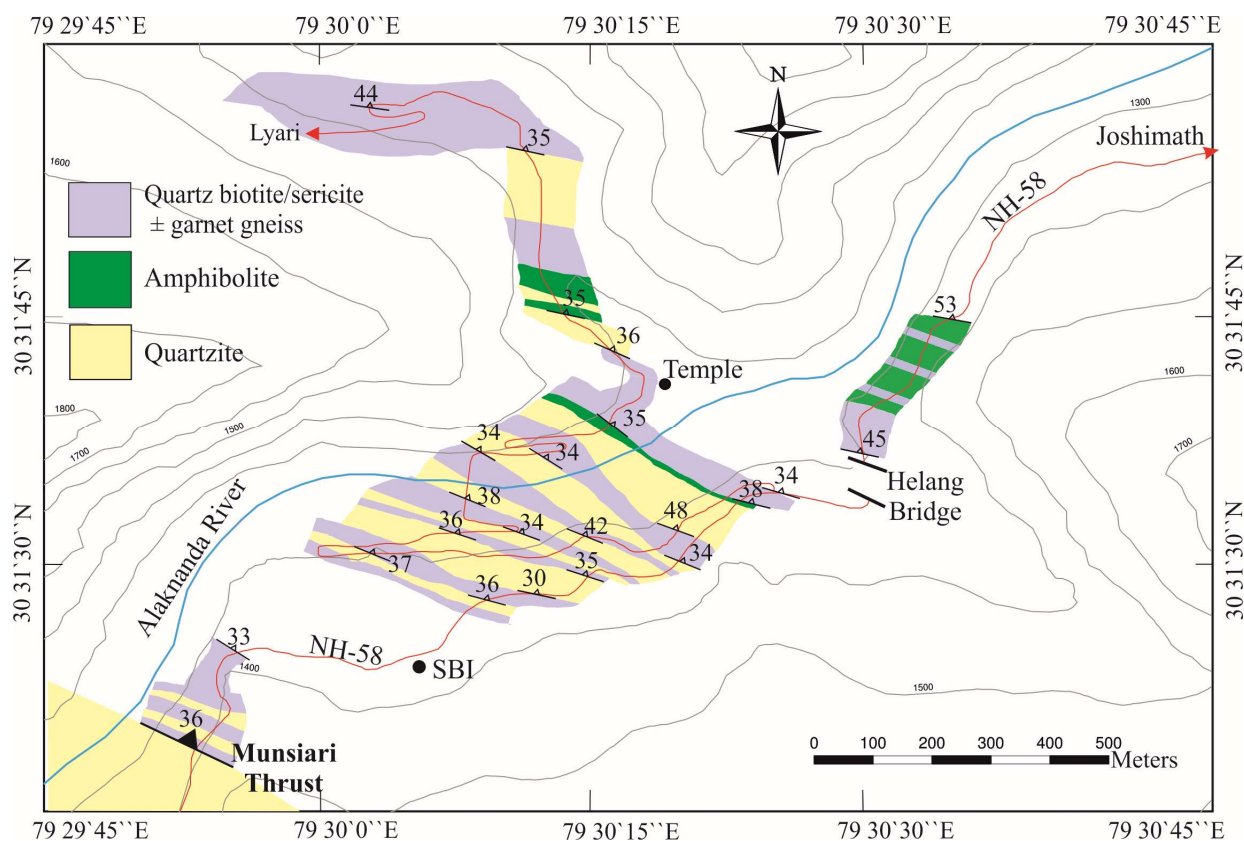 79 29'45'' 79 30'0'' 79 30'15'' 79 30'30'' 79 30'45''
N
1300
44
Lyari
35
Joshimath
1600
NH-58
Quartz biotite/sericite
± garnet gneiss
Amphibolite
Quartzite
30 31'45''N
30 31'45''N
35
53
36
Temple
1600
1800
1500
1700
35
1700
34
34
45
Helang
Bridge
34
38
38
36
34
42
48
34
30 31'30''N
30 31'30''N
37
35
36
30
Alaknanda River
33
NH-58
SBI
1400
1500
36
Munsiari
Thrust
0 100 200 300 400 500
Meters
79 29'45'' 79 30'0'' 79 30'15'' 79 30'30'' 79 30'45''